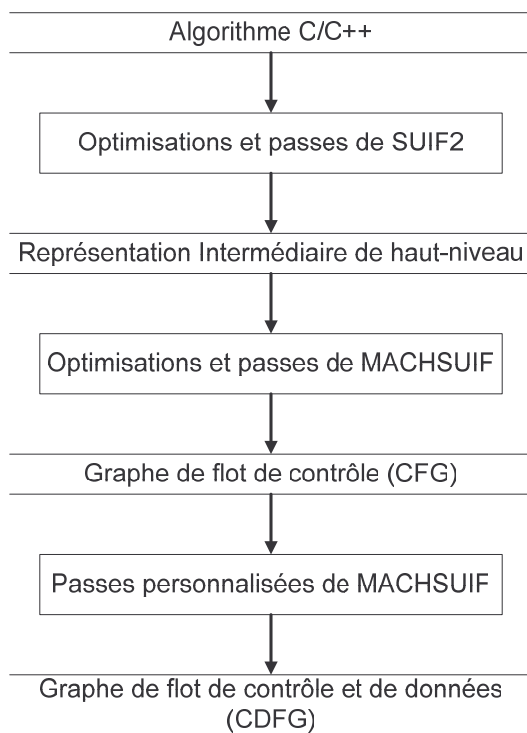 Algorithme C/C++
Optimisations et passes de SUIF2
Représentation Intermédiaire de haut-niveau
Optimisations et passes de MACHSUIF
Graphe de flot de contrôle (CFG)
Passes personnalisées de MACHSUIF
Graphe de flot de contrôle et de données
(CDFG)